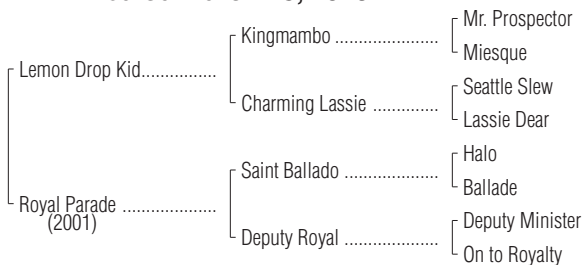 Mr. Prospector
Kingmambo ........................
Miesque
Lemon Drop Kid................
Seattle Slew
Charming Lassie ...............
Lassie Dear
Halo
Saint Ballado .....................
Ballade
Royal Parade ....................
(2001)
Deputy Minister
Deputy Royal .....................
On to Royalty